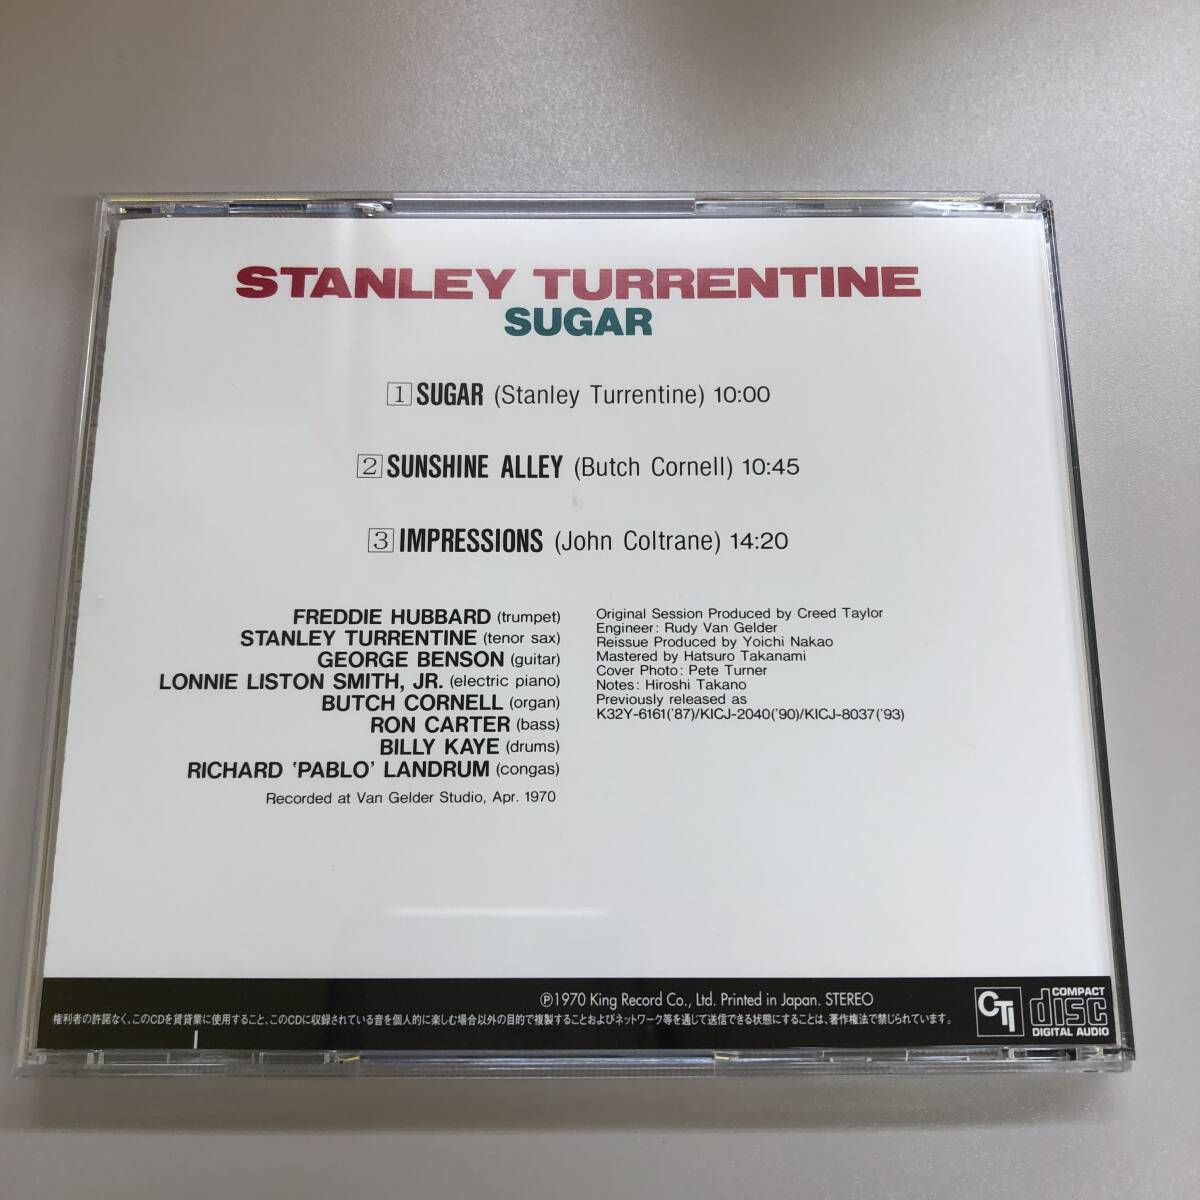 STANLEY TURRENTINE
SUGAR
1 SUGAR (Stanley Turrentine) 10:00
2 SUNSHINE ALLEY (Butch Cornell) 10:45
3 IMPRESSIONS (John Coltrane) 14:20
FREDDIE HUBBARD (trumpet)
STANLEY TURRENTINE (tenor sax)
GEORGE BENSON (guitar)
LONNIE LISTON SMITH, JR. (electric piano)
BUTCH CORNELL (organ)
RON CARTER (bass)
BILLY KAYE (drums)
RICHARD 'PABLO' LANDRUM (congas)
Recorded at Van Gelder Studio, Apr. 1970
Original Session Produced by Creed Taylor
Engineer: Rudy Van Gelder
Reissue Produced by Yoichi Nakao
Mastered by Hatsuro Takanami
Cover Photo: Pete Turner
Notes: Hiroshi Takano
Previously released as
K32Y-6161('87)/KICJ-2040('90)/KICJ-8037('93)
℗1970 King Record Co., Ltd. Printed in Japan. STEREO
権利者の許諾なく、このCDを賃貸業に使用すること、このCDに収録されている音を個人的に楽しむ場合以外の目的で複製することおよびネットワーク等を通じて送信できる状態にすることは、著作権法で禁じられています。
CTI
COMPACT
disc
DIGITAL AUDIO